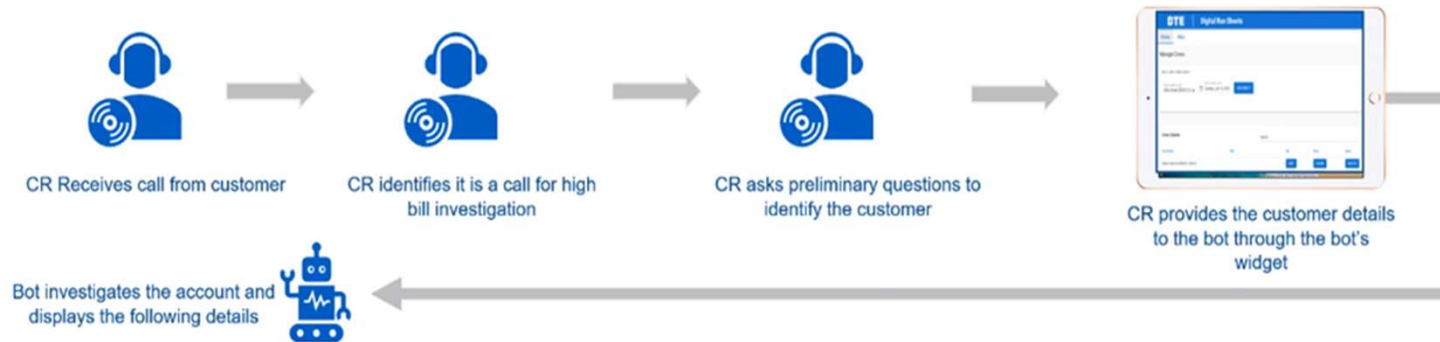 DTE Digital Run Sheets
CR Receives call from customer
CR identifies it is a call for high
bill investigation
CR asks preliminary questions to
identify the customer
CR provides the customer details
to the bot through the bot's
widget
Bot investigates the account and
displays the following details